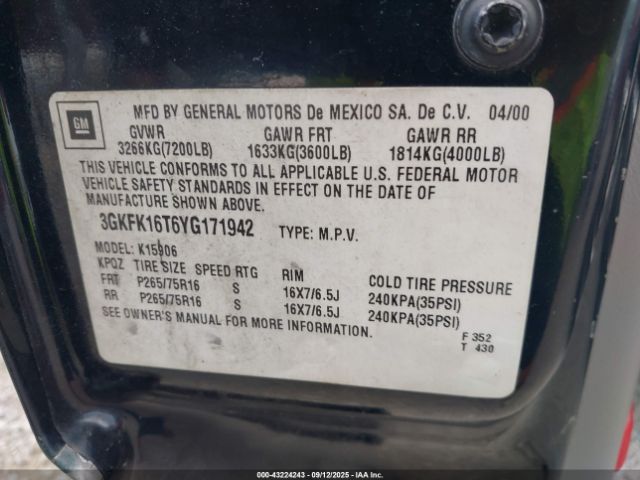 GM
MFD BY GENERAL MOTORS De MEXICO SA. De C.V. 04/00
GVWR GAWR FRT GAWR RR
3266KG(7200LB) 1633KG(3600LB) 1814KG(4000LB)
THIS VEHICLE CONFORMS TO ALL APPLICABLE U.S. FEDERAL MOTOR
VEHICLE SAFETY STANDARDS IN EFFECT ON THE DATE OF
MANUFACTURE SHOWN ABOVE.
3GKFK16T6YG171942 TYPE: M.P.V.
MODEL: K15906
KPQZ TIRE SIZE SPEED RTG RIM COLD TIRE PRESSURE
FRT P265/75R16 S 16X7/6.5J 240KPA(35PSI)
RR P265/75R16 S 16X7/6.5J 240KPA(35PSI)
SEE OWNER'S MANUAL FOR MORE INFORMATION.
F 352
T 430
000-43224243 - 09/12/2025 - IAAI.COM